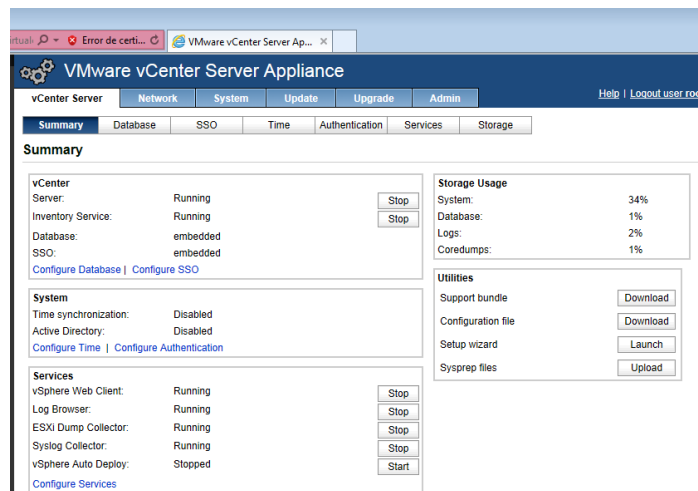 rtual Error de certi... VMware vCenter Server Ap...
VMware vCenter Server Appliance
Help | Logout user roo
vCenter Server Network System Update Upgrade Admin
Summary Database SSO Time Authentication Services Storage
Summary
vCenter
Server: Running Stop
Inventory Service: Running Stop
Database: embedded
SSO: embedded
Configure Database | Configure SSO
System
Time synchronization: Disabled
Active Directory: Disabled
Configure Time | Configure Authentication
Services
vSphere Web Client: Running Stop
Log Browser: Running Stop
ESXi Dump Collector: Running Stop
Syslog Collector: Running Stop
vSphere Auto Deploy: Stopped Start
Configure Services
Storage Usage
System: 34%
Database: 1%
Logs: 2%
Coredumps: 1%
Utilities
Support bundle Download
Configuration file Download
Setup wizard Launch
Sysprep files Upload